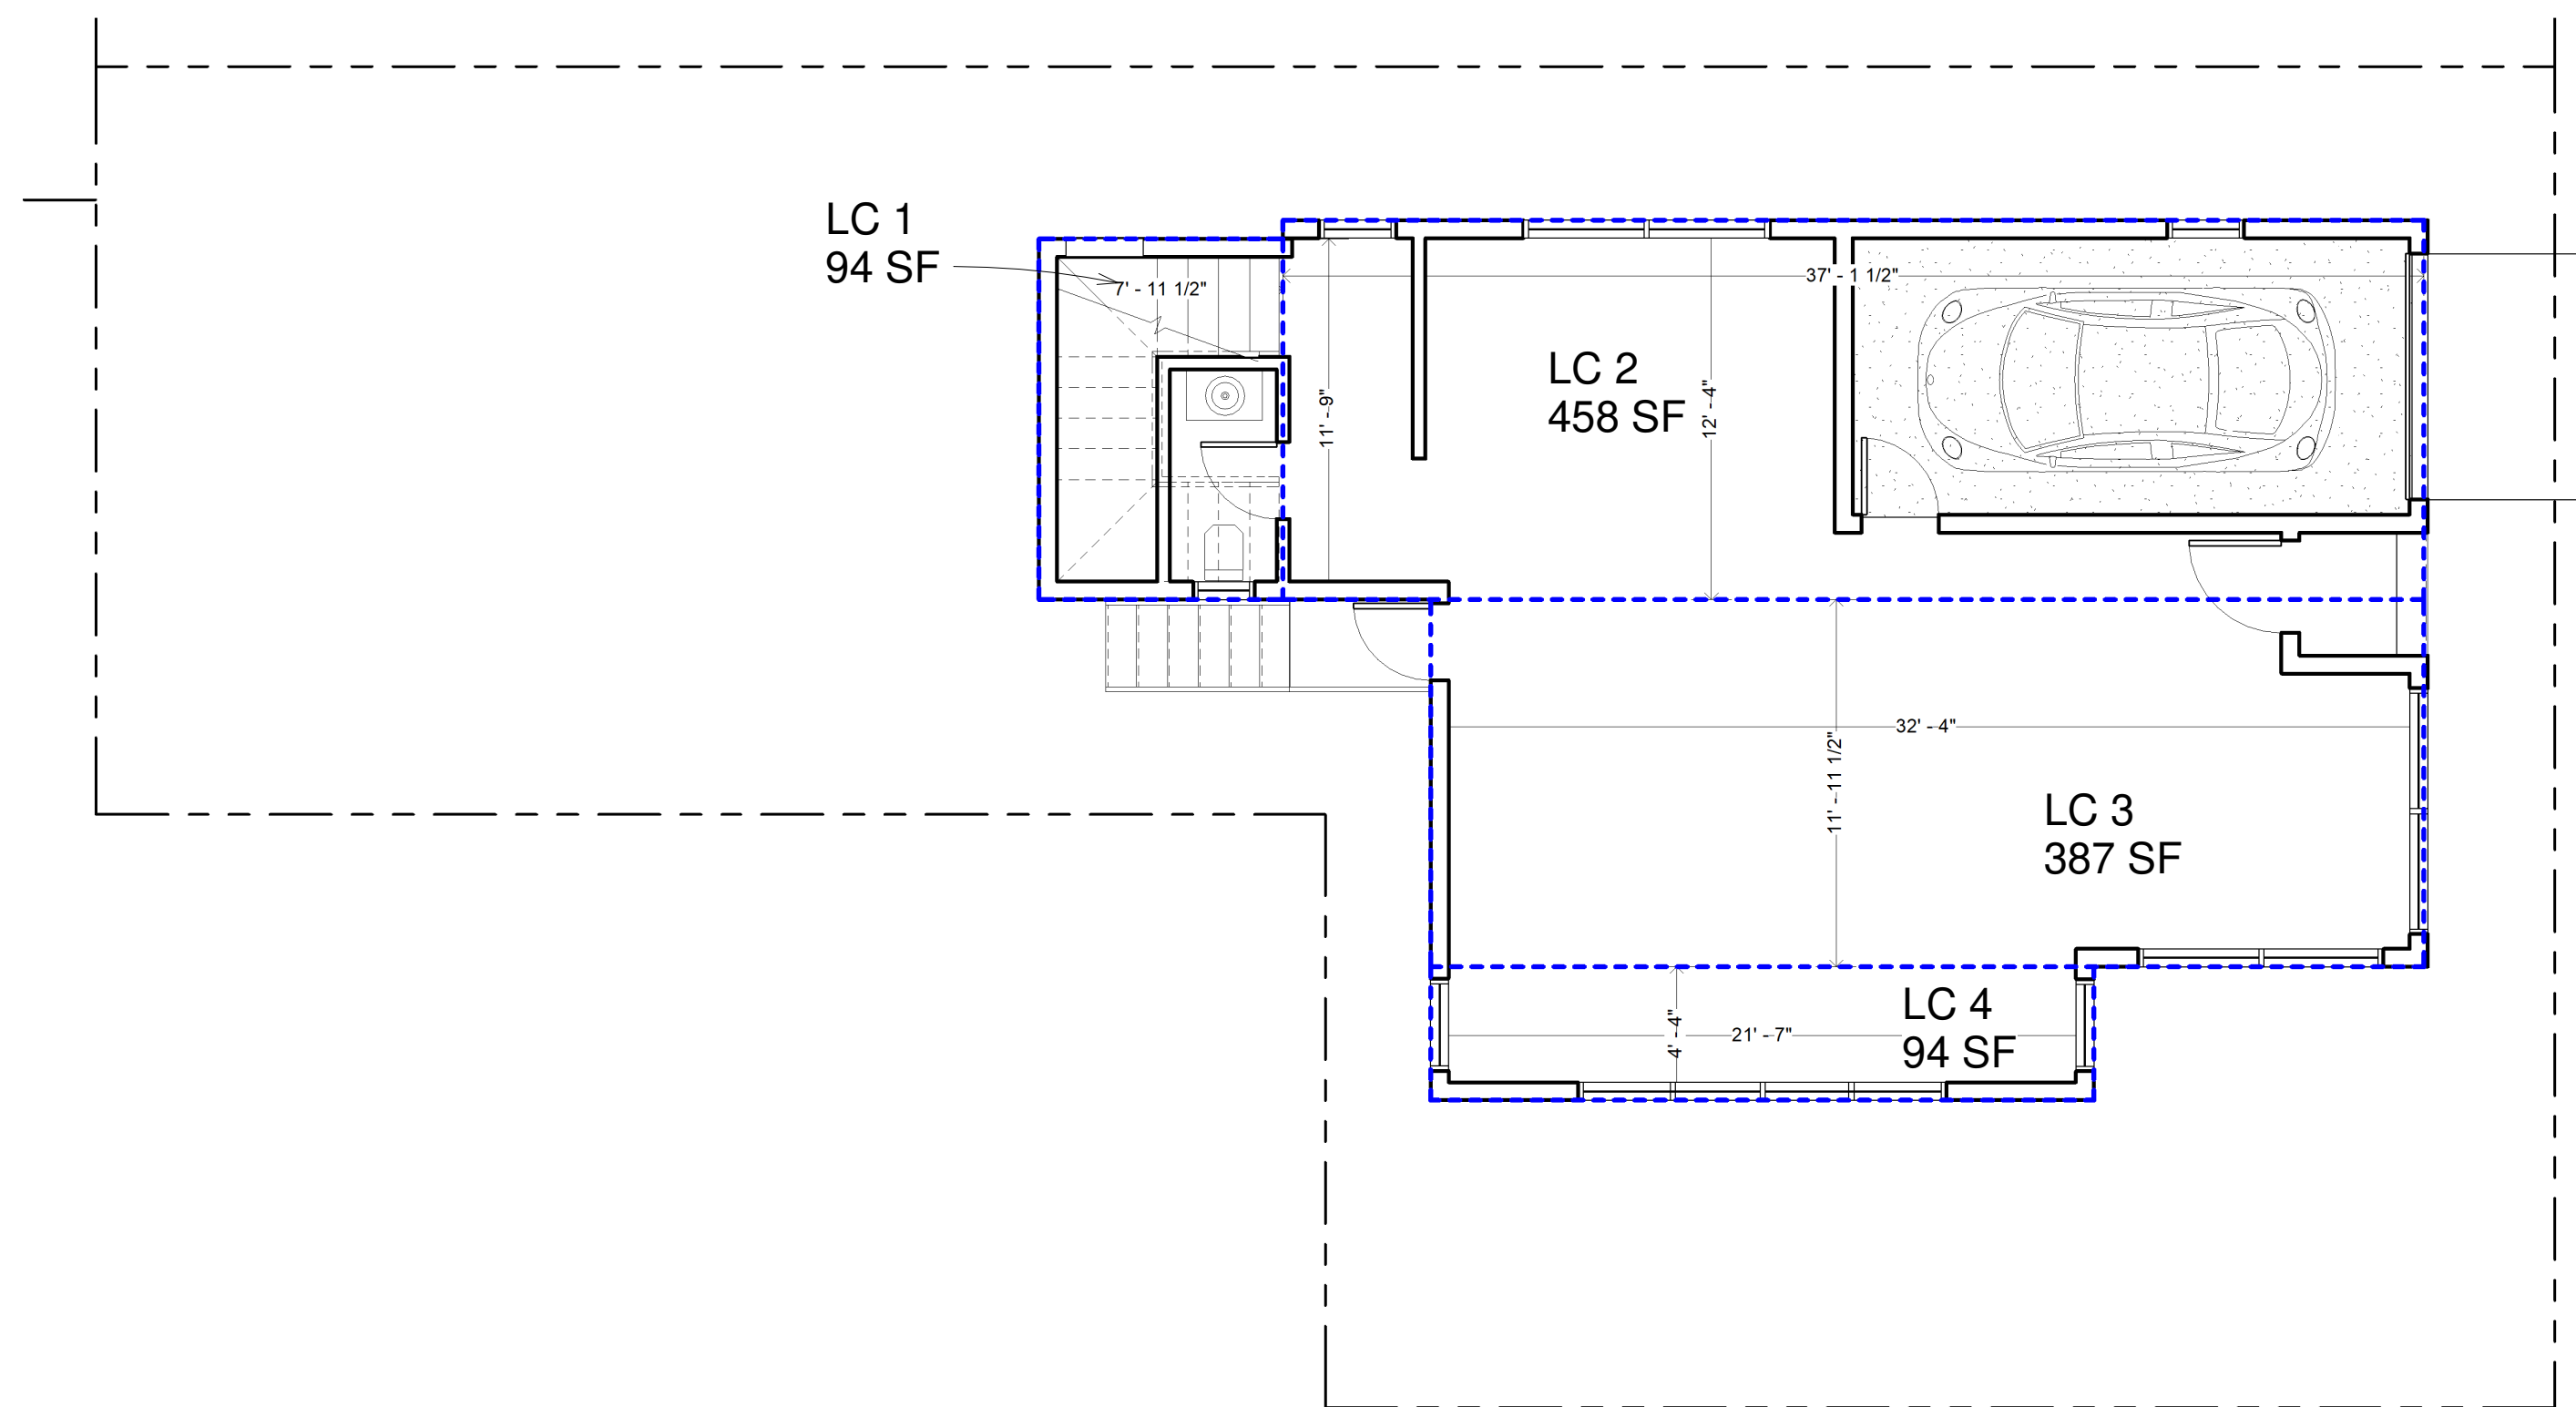 LC 1
94 SF
7' - 11 1/2"
37' - 1 1/2"
LC 2
458 SF
11' - 9"
12' - 4"
32' - 4"
11' - 11 1/2"
LC 3
387 SF
LC 4
94 SF
4' - 4"
21' - 7"